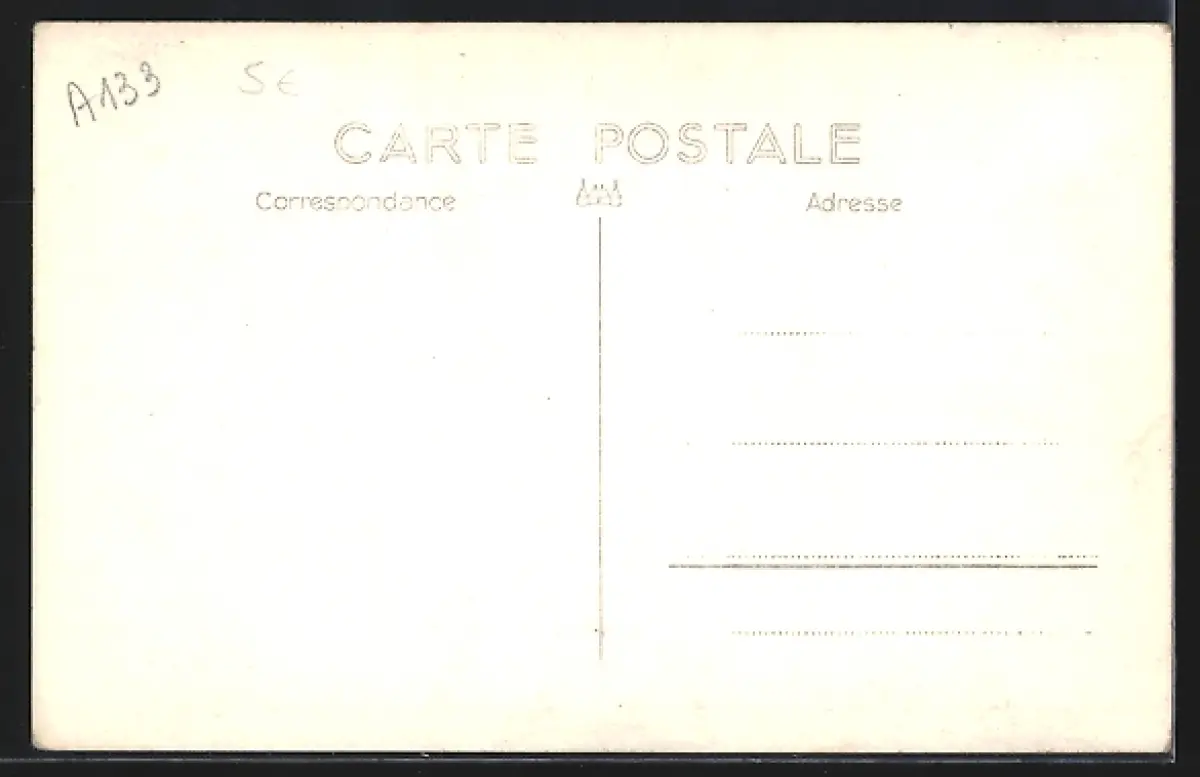 A133 5€
CARTE POSTALE
Correspondance
Adresse